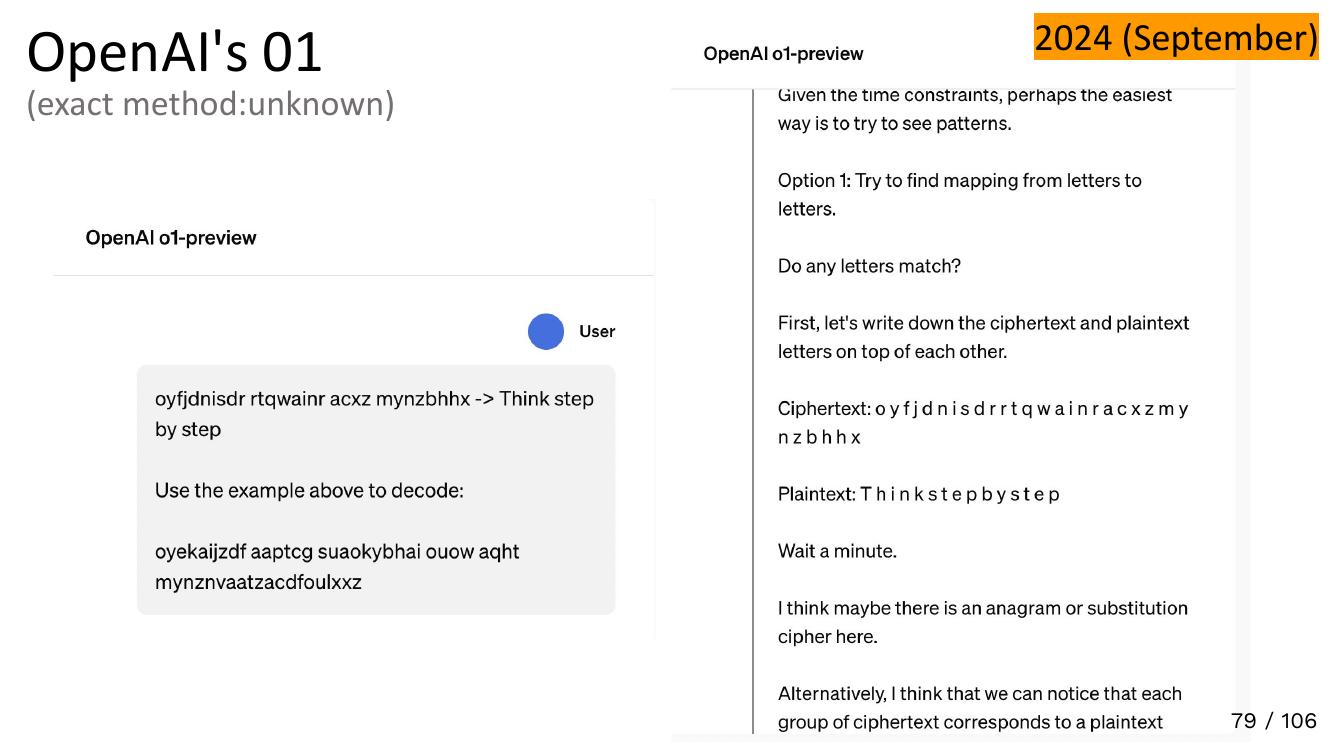 OpenAI's 01
(exact method:unknown)
2024 (September)
OpenAI o1-preview
User
oyfjdnisdr rtqwainr acxz mynzbhhx -> Think step
by step
Use the example above to decode:
oyekaijzdf aaptcg suaokybhai ouow aqht
mynznvaatzacdfoulxxz
OpenAI o1-preview
Given the time constraints, perhaps the easiest
way is to try to see patterns.
Option 1: Try to find mapping from letters to
letters.
Do any letters match?
First, let's write down the ciphertext and plaintext
letters on top of each other.
Ciphertext: o y f j d n i s d r r t q w a i n r a c x z m y
n z b h h x
Plaintext: T h i n k s t e p b y s t e p
Wait a minute.
I think maybe there is an anagram or substitution
cipher here.
Alternatively, I think that we can notice that each
group of ciphertext corresponds to a plaintext
79 / 106